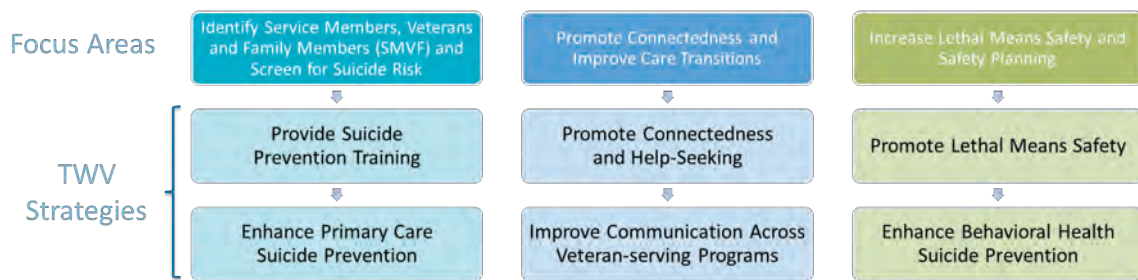 Focus Areas
Identify Service Members, Veterans
and Family Members (SMVF) and
Screen for Suicide Risk
Promote Connectedness and
Improve Care Transitions
Increase Lethal Means Safety and
Safety Planning
TWV
Strategies
Provide Suicide
Prevention Training
Promote Connectedness
and Help-Seeking
Promote Lethal Means Safety
Enhance Primary Care
Suicide Prevention
Improve Communication Across
Veteran-serving Programs
Enhance Behavioral Health
Suicide Prevention